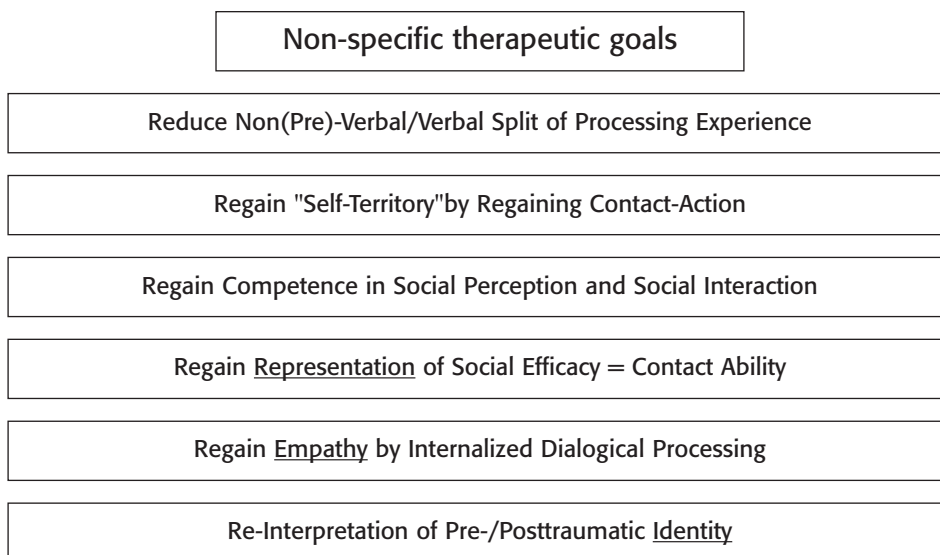 Non-specific therapeutic goals
Reduce Non(Pre)-Verbal/Verbal Split of Processing Experience
Regain "Self-Territory"by Regaining Contact-Action
Regain Competence in Social Perception and Social Interaction
Regain Representation of Social Efficacy = Contact Ability
Regain Empathy by Internalized Dialogical Processing
Re-Interpretation of Pre-/Posttraumatic Identity